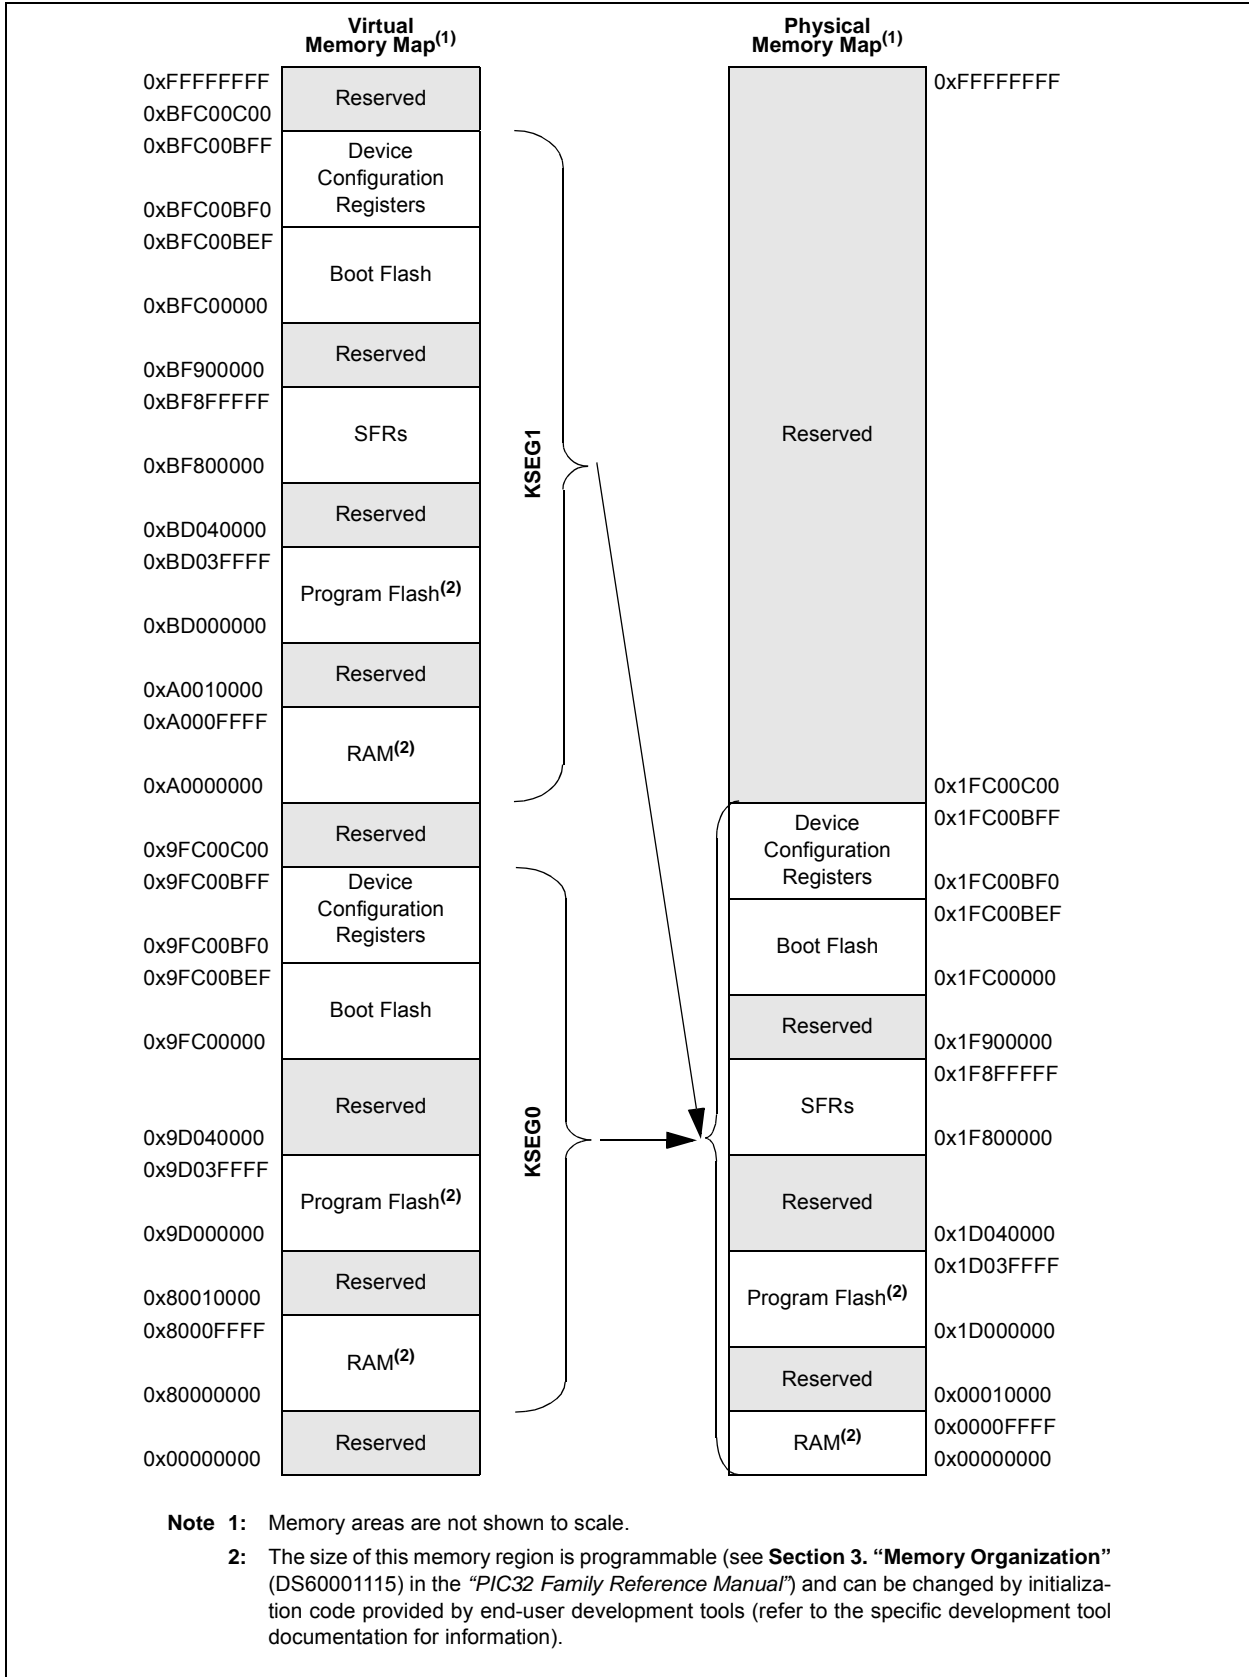 Virtual
Memory Map(1)
Physical
Memory Map(1)
0xFFFFFFFF
Reserved
0xBFC00C00
0xBFC00BFF
Device
Configuration
Registers
0xBFC00BF0
0xBFC00BEF
Boot Flash
0xBFC00000
Reserved
0xBF900000
0xBF8FFFFF
SFRs
0xBF800000
Reserved
0xBD040000
0xBD03FFFF
Program Flash(2)
0xBD000000
Reserved
0xA0010000
0xA000FFFF
RAM(2)
0xA0000000
Reserved
0x9FC00C00
0x9FC00BFF
Device
Configuration
Registers
0x9FC00BF0
0x9FC00BEF
Boot Flash
0x9FC00000
Reserved
0x9D040000
0x9D03FFFF
Program Flash(2)
0x9D000000
Reserved
0x80010000
0x8000FFFF
RAM(2)
0x80000000
Reserved
0x00000000
KSEG1
KSEG0
0xFFFFFFFF
Reserved
0x1FC00C00
0x1FC00BFF
Device
Configuration
Registers
0x1FC00BF0
0x1FC00BEF
Boot Flash
0x1FC00000
Reserved
0x1F900000
0x1F8FFFFF
SFRs
0x1F800000
Reserved
0x1D040000
0x1D03FFFF
Program Flash(2)
0x1D000000
Reserved
0x00010000
0x0000FFFF
RAM(2)
0x00000000
Note 1: Memory areas are not shown to scale.
2: The size of this memory region is programmable (see Section 3. “Memory Organization”
(DS60001115) in the “PIC32 Family Reference Manual”) and can be changed by initializa-
tion code provided by end-user development tools (refer to the specific development tool
documentation for information).